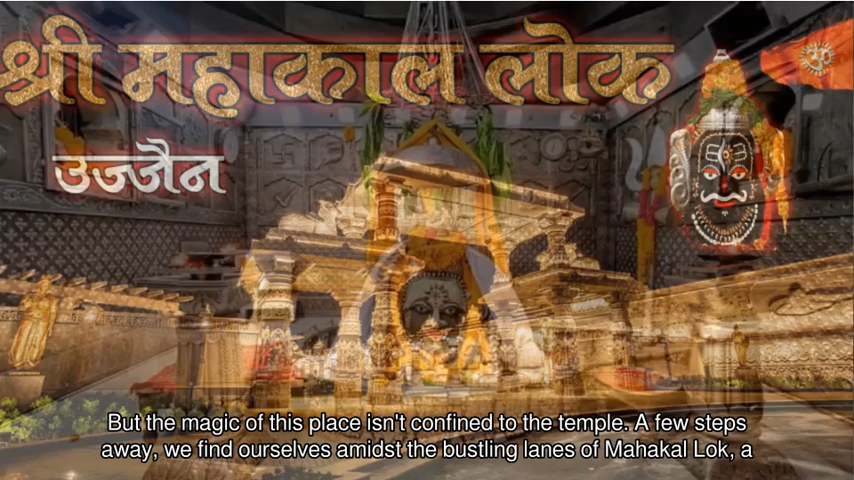 श्री महाकाल लोक
उज्जैन
But the magic of this place isn't confined to the temple. A few steps
away, we find ourselves amidst the bustling lanes of Mahakal Lok, a